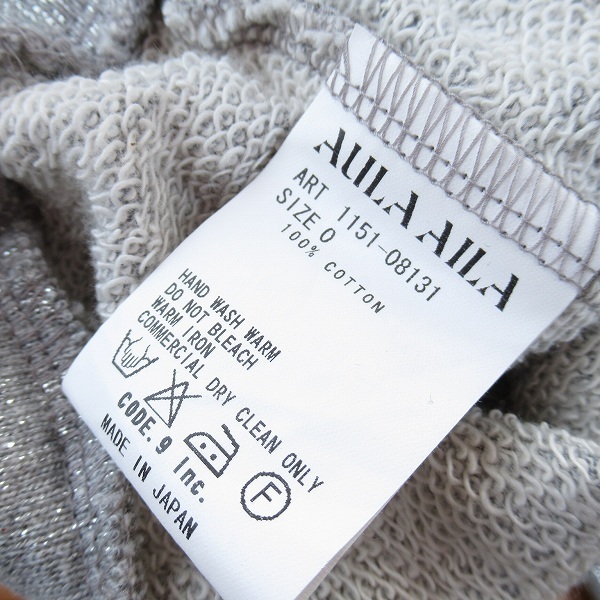 AULA AILA
ART 1151-08131
SIZE 0
100% COTTON
HAND WASH WARM
DO NOT BLEACH
WARM IRON
COMMERCIAL DRY CLEAN ONLY
F
CODE. 9 Inc.
MADE IN JAPAN